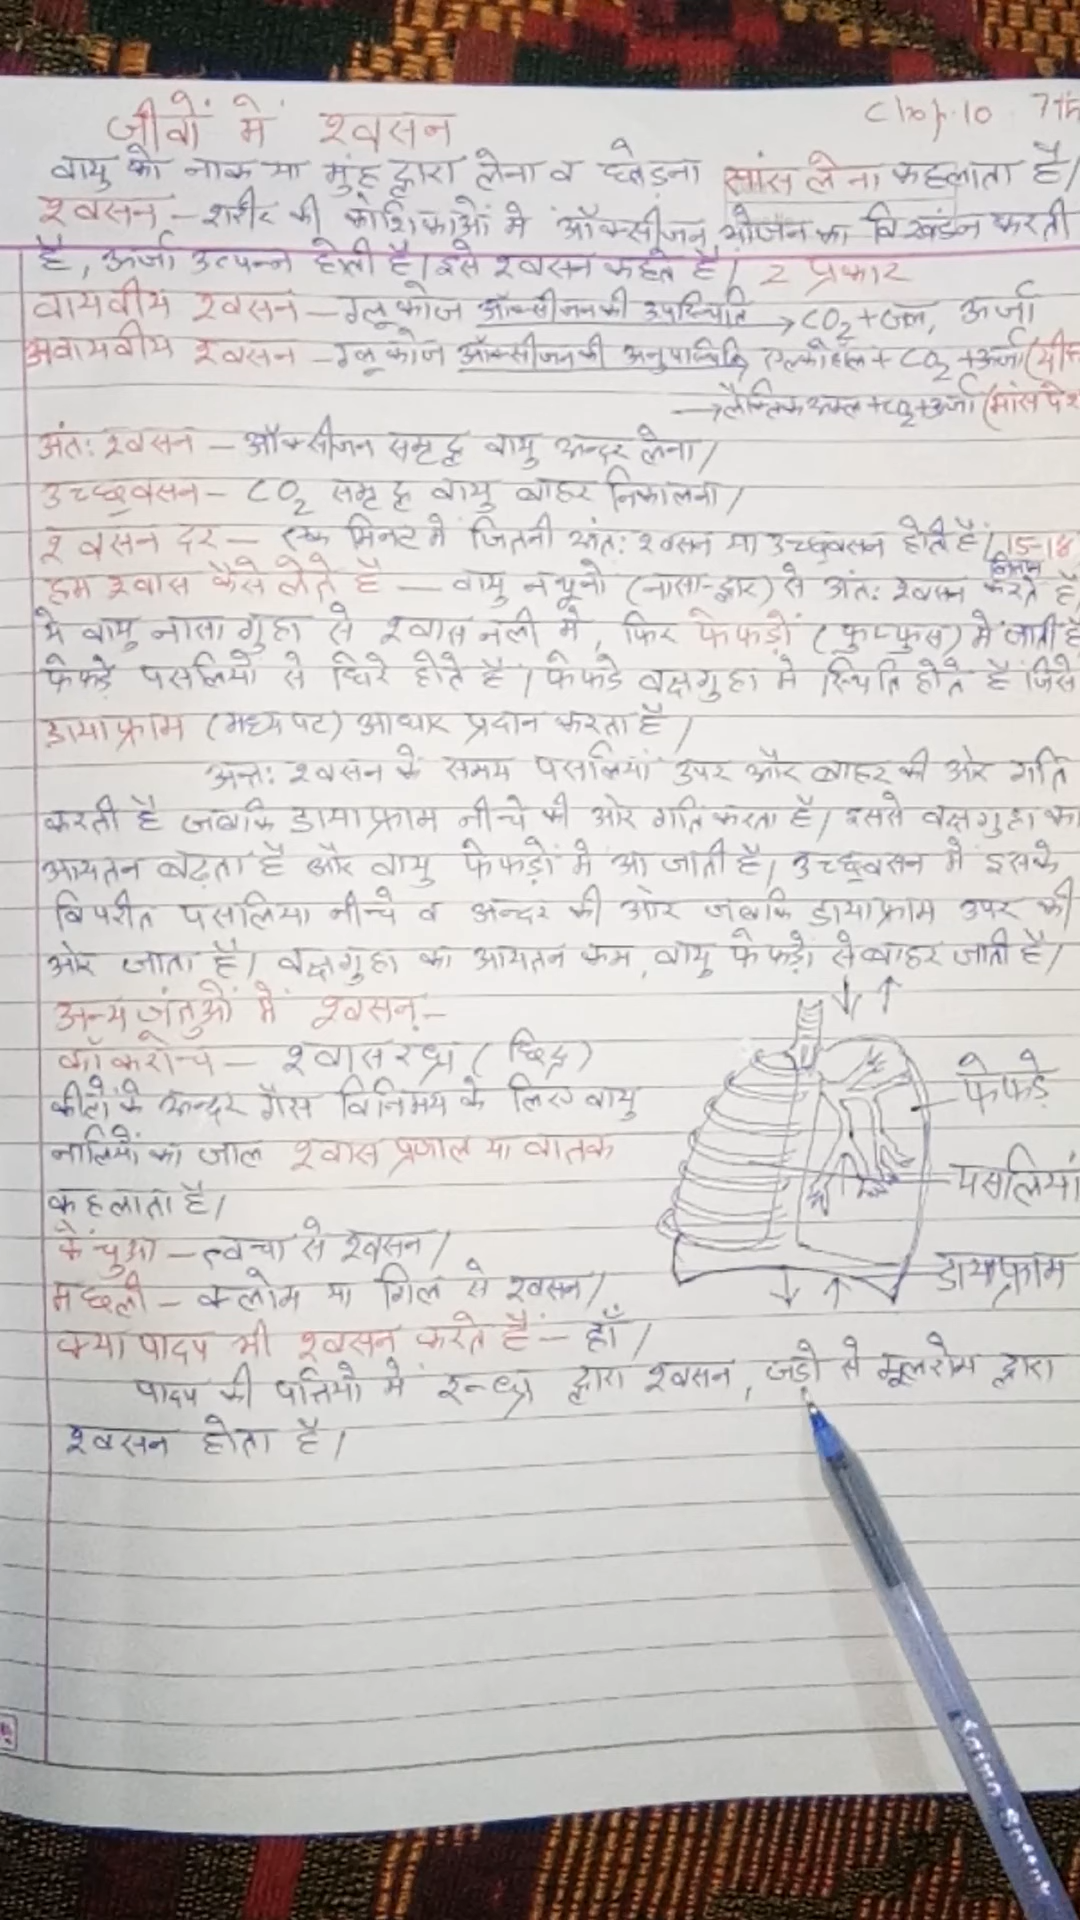 जीवों में श्वसन
Chap.10 7th
वायु को नाक या मुंह द्वारा लेना व छोड़ना सांस लेना कहलाता है।
श्वसन - शरीर की कोशिकाओं में ऑक्सीजन भोजन का विखंडन करती
है, ऊर्जा उत्पन्न होती है। इसे श्वसन कहते है। 2 प्रकार
वायवीय श्वसन - ग्लूकोज ऑक्सीजन की उपस्थिति → CO2 + जल, ऊर्जा
अवायवीय श्वसन - ग्लूकोज ऑक्सीजन की अनुपस्थिति एल्कोहल + CO2 + ऊर्जा (यीस्
→ लैक्टिक अम्ल + CO2 + ऊर्जा (मांसपेश
अंतः श्वसन - ऑक्सीजन समृद्ध वायु अन्दर लेना।
उच्छ्वसन - CO2 समृद्ध वायु बाहर निकालना।
श्वसन दर - एक मिनट में जितनी अंतः श्वसन या उच्छ्वसन होती है। 15-18
हम श्वास कैसे लेते है - वायु नथूनो (नासा-द्वार) से अंतः श्वसन करते है
ये वायु नासा गुहा से श्वास नली में, फिर फेफड़ों (फुफ्फुस) में जाती है
फेफड़े पसलियों से घिरे होते है। फेफड़े वक्षगुहा में स्थिति होते है जिसे
डायाफ्राम (मध्यपट) आधार प्रदान करता है।
अन्तः श्वसन के समय पसलियां उपर और बाहर की ओर गति
करती है जबकि डायाफ्राम नीचे की ओर गति करता है। इससे वक्षगुहा का
आयतन बढ़ता है और वायु फेफड़ों में आ जाती है। उच्छ्वसन में इसके
विपरीत पसलिया नीचे व अन्दर की ओर जबकि डायाफ्राम उपर की
ओर जाता है। वक्षगुहा का आयतन कम, वायु फेफड़ो से बाहर जाती है।
अन्य जंतुओं में श्वसन -
कॉकरोच - श्वास रंध्र (छिद्र)
कीटों के अन्दर गैस विनिमय के लिए वायु
नालियों का जाल श्वास प्रणाल या वातक
कहलाता है।
केंचुआ - त्वचा से श्वसन।
मछली - क्लोम या गिल से श्वसन।
क्या पादप भी श्वसन करते हैं - हाँ।
पादप की पत्तियों में रन्ध्र द्वारा श्वसन, जड़ो से मूलरोम द्वारा
श्वसन होता है।
फेफड़े
पसलियां
डायाफ्राम